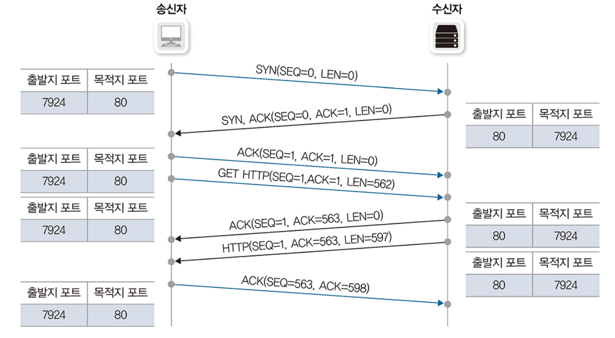 송신자
수신자
SYN(SEQ=0, LEN=0)
출발지 포트 목적지 포트
7924 80
SYN, ACK(SEQ=0, ACK=1, LEN=0)
출발지 포트 목적지 포트
80 7924
ACK(SEQ=1, ACK=1, LEN=0)
출발지 포트 목적지 포트
7924 80
GET HTTP(SEQ=1,ACK=1, LEN=562)
출발지 포트 목적지 포트
7924 80
ACK(SEQ=1, ACK=563, LEN=0)
출발지 포트 목적지 포트
80 7924
HTTP(SEQ=1, ACK=563, LEN=597)
출발지 포트 목적지 포트
80 7924
ACK(SEQ=563, ACK=598)
출발지 포트 목적지 포트
7924 80